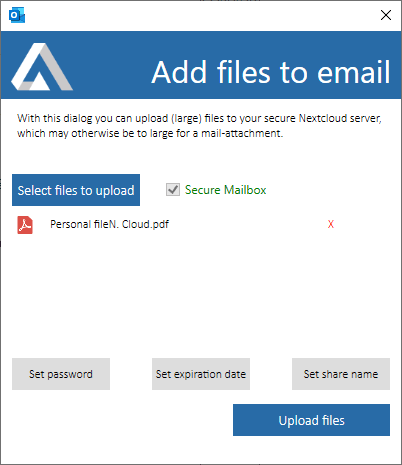 Add files to email
With this dialog you can upload (large) files to your secure Nextcloud server,
which may otherwise be to large for a mail-attachment.
Select files to upload
Secure Mailbox
Personal fileN. Cloud.pdf
X
Set password
Set expiration date
Set share name
Upload files